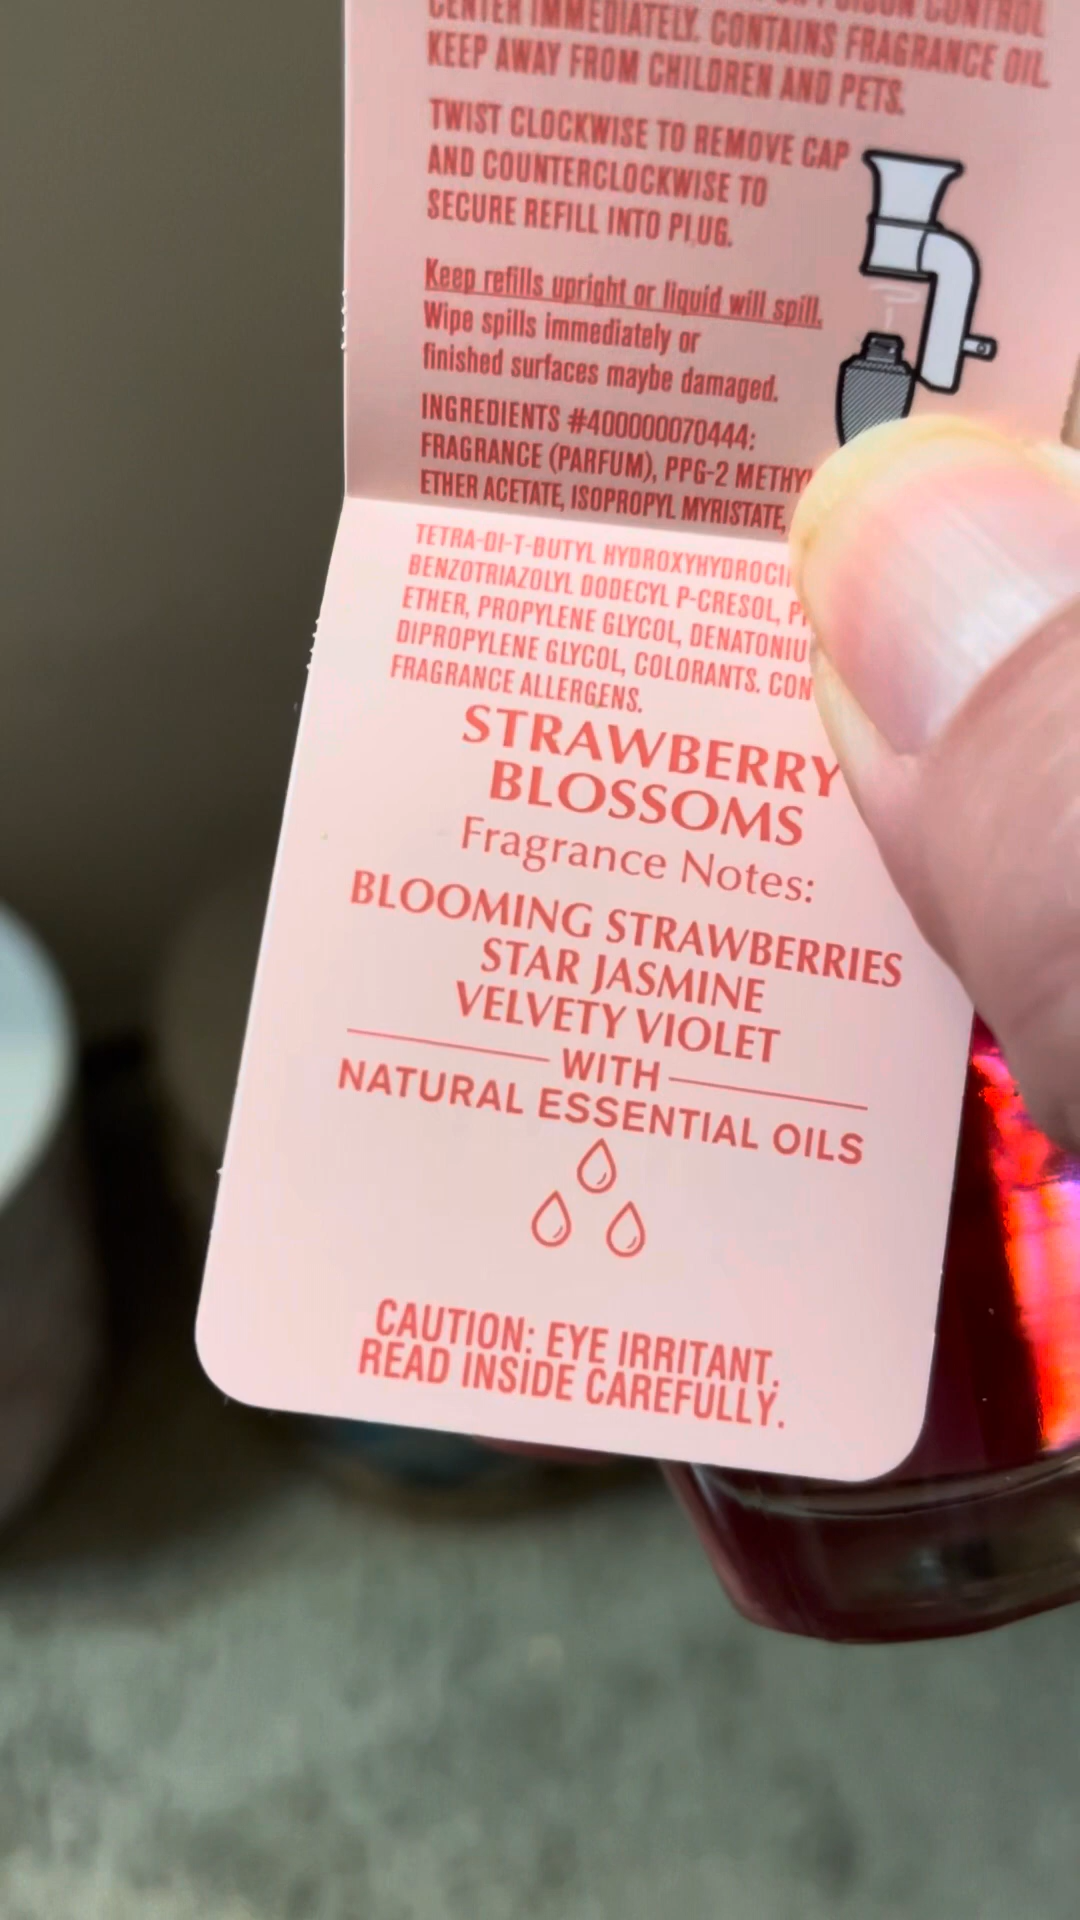 POISON CONTROL
CENTER IMMEDIATELY. CONTAINS FRAGRANCE OIL.
KEEP AWAY FROM CHILDREN AND PETS.
TWIST CLOCKWISE TO REMOVE CAP
AND COUNTERCLOCKWISE TO
SECURE REFILL INTO PLUG.
Keep refills upright or liquid will spill.
Wipe spills immediately or
finished surfaces maybe damaged.
INGREDIENTS #400000070444:
FRAGRANCE (PARFUM), PPG-2 METHY
ETHER ACETATE, ISOPROPYL MYRISTATE,
TETRA-DI-T-BUTYL HYDROXYHYDROCI
BENZOTRIAZOLYL DODECYL P-CRESOL,
ETHER, PROPYLENE GLYCOL, DENATONIU
DIPROPYLENE GLYCOL, COLORANTS. CON
FRAGRANCE ALLERGENS.
STRAWBERRY
BLOSSOMS
Fragrance Notes:
BLOOMING STRAWBERRIES
STAR JASMINE
VELVETY VIOLET
WITH
NATURAL ESSENTIAL OILS
CAUTION: EYE IRRITANT.
READ INSIDE CAREFULLY.